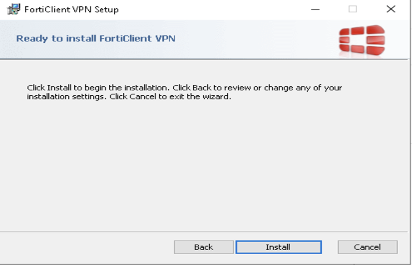 FortiClient VPN Setup
Ready to install FortiClient VPN
Click Install to begin the installation. Click Back to review or change any of your
installation settings. Click Cancel to exit the wizard.
Back Install Cancel